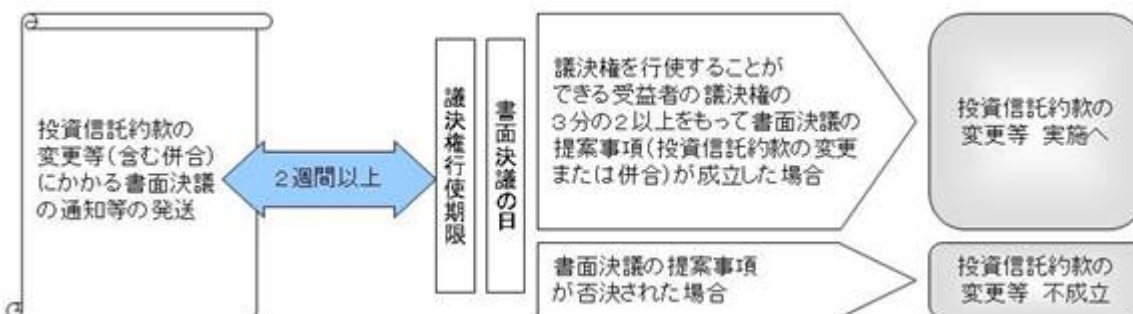 投資信託約款の
変更等(含む併合)
にかかる書面決議
の通知等の発送
2週間以上
議決権行使期限
書面決議の日
議決権を行使することが
できる受益者の議決権の
3分の2以上をもって書面決議の
提案事項(投資信託約款の変更
または併合)が成立した場合
投資信託約款の
変更等 実施へ
書面決議の提案事項
が否決された場合
投資信託約款の
変更等 不成立